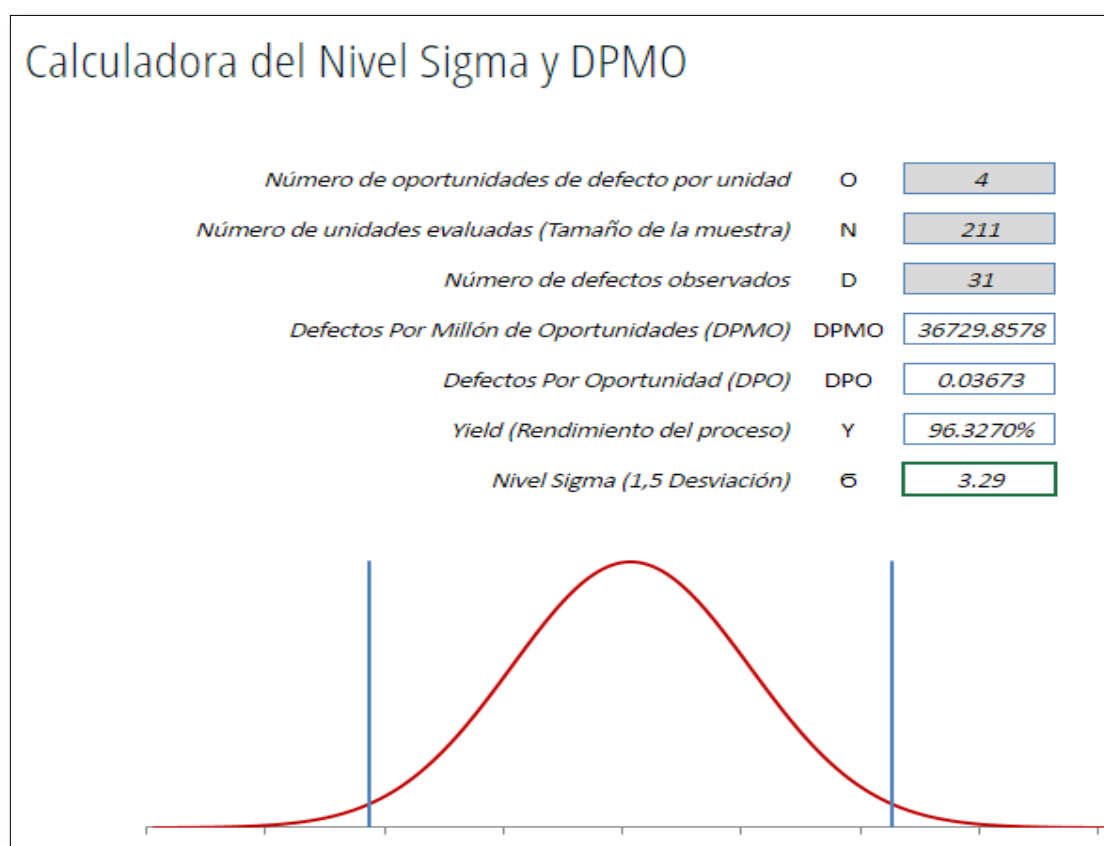 Calculadora del Nivel Sigma y DPMO
Número de oportunidades de defecto por unidad O 4
Número de unidades evaluadas (Tamaño de la muestra) N 211
Número de defectos observados D 31
Defectos Por Millón de Oportunidades (DPMO) DPMO 36729.8578
Defectos Por Oportunidad (DPO) DPO 0.03673
Yield (Rendimiento del proceso) Y 96.3270%
Nivel Sigma (1,5 Desviación) Ϭ 3.29